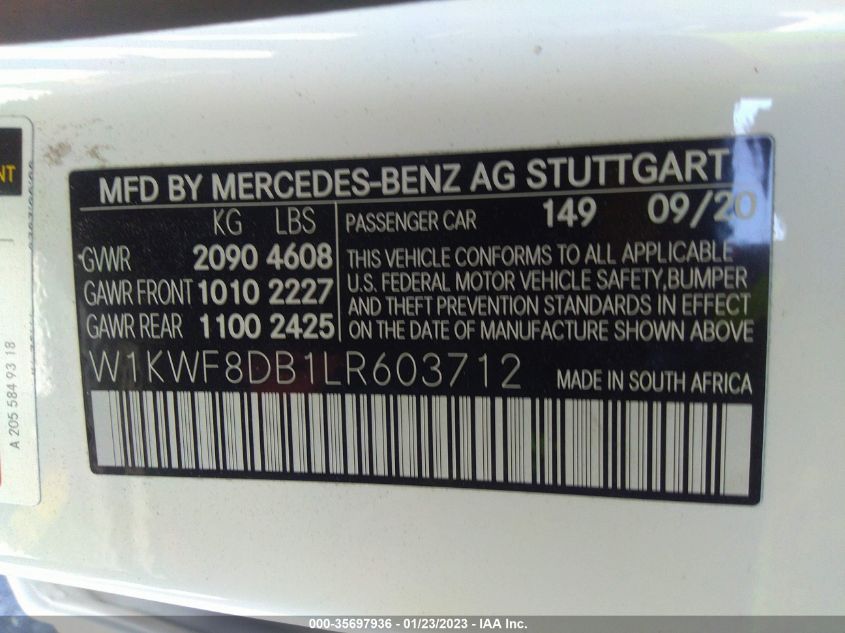 NT
A 205 584 93 18
MFD BY MERCEDES-BENZ AG STUTTGART
KG LBS
GVWR 2090 4608
GAWR FRONT 1010 2227
GAWR REAR 1100 2425
PASSENGER CAR 149 09/20
THIS VEHICLE CONFORMS TO ALL APPLICABLE
U.S. FEDERAL MOTOR VEHICLE SAFETY,BUMPER
AND THEFT PREVENTION STANDARDS IN EFFECT
ON THE DATE OF MANUFACTURE SHOWN ABOVE
W1KWF8DB1LR603712 MADE IN SOUTH AFRICA
000-35697936 - 01/23/2023 - IAA Inc.